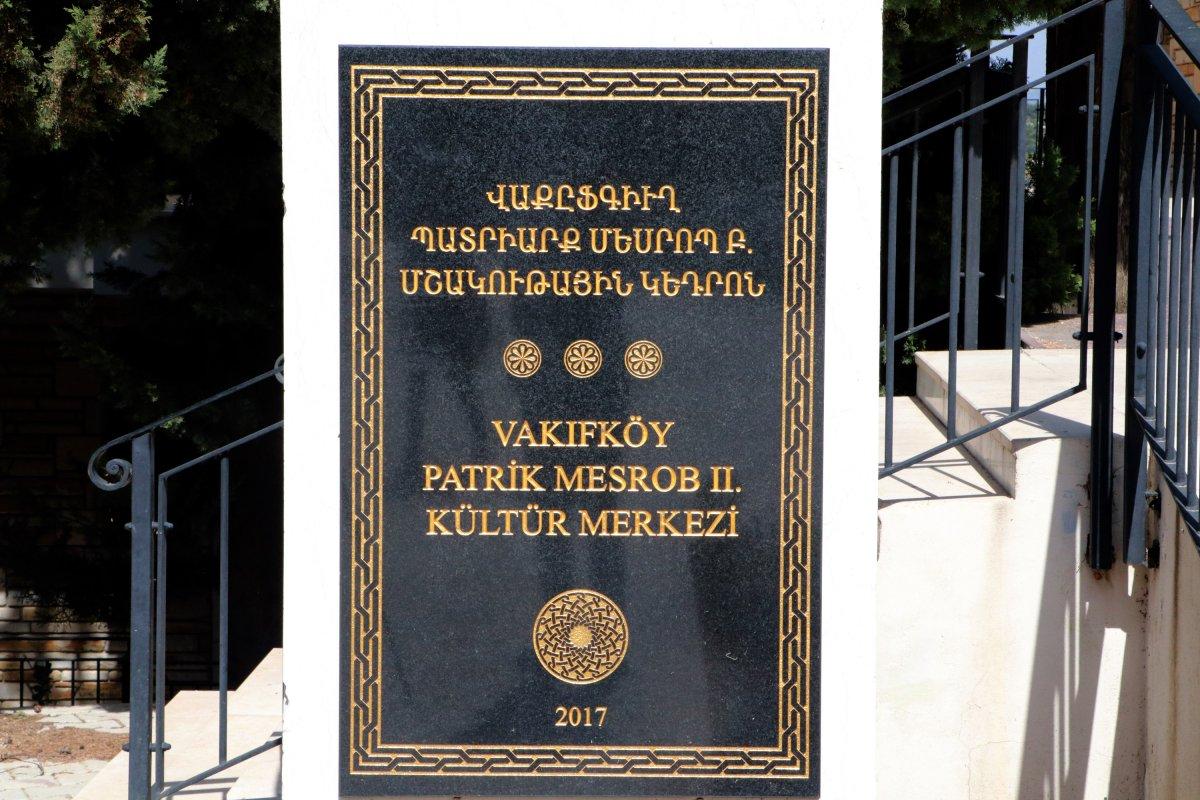 ՎԱՔԸՖԳԻՒՂ
ՊԱՏՐԻԱՐՔ ՄԵՍՐՈՊ Բ.
ՄՇԱԿՈՒԹԱՅԻՆ ԿԵԴՐՈՆ
VAKIFKÖY
PATRİK MESROB II.
KÜLTÜR MERKEZİ
2017